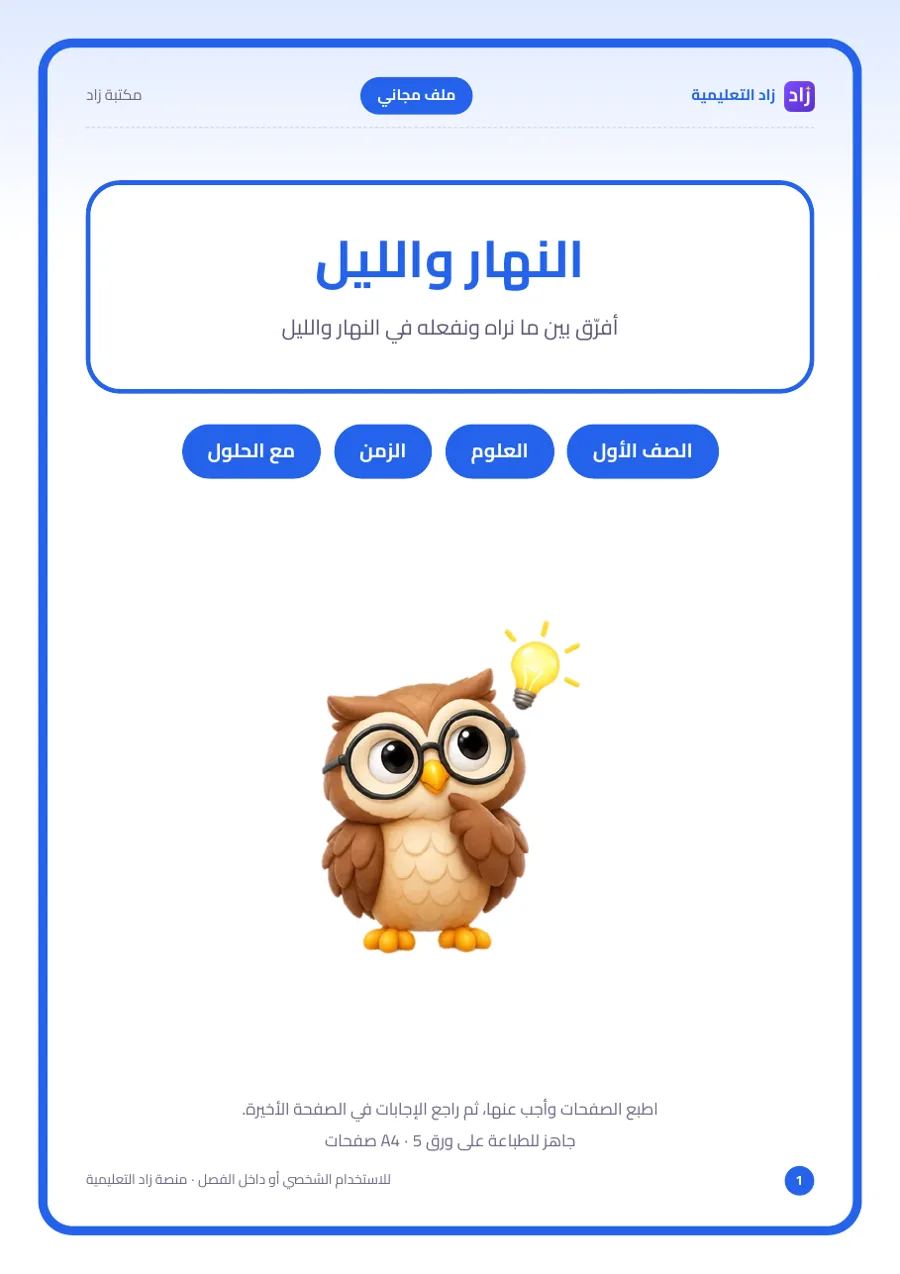 زاد
زاد التعليمية
ملف مجاني
مكتبة زاد
النهار والليل
أفرّق بين ما نراه ونفعله في النهار والليل
الصف الأول
العلوم
الزمن
مع الحلول
اطبع الصفحات وأجب عنها، ثم راجع الإجابات في الصفحة الأخيرة.
جاهز للطباعة على ورق A4 · 5 صفحات
1
للاستخدام الشخصي أو داخل الفصل · منصة زاد التعليمية